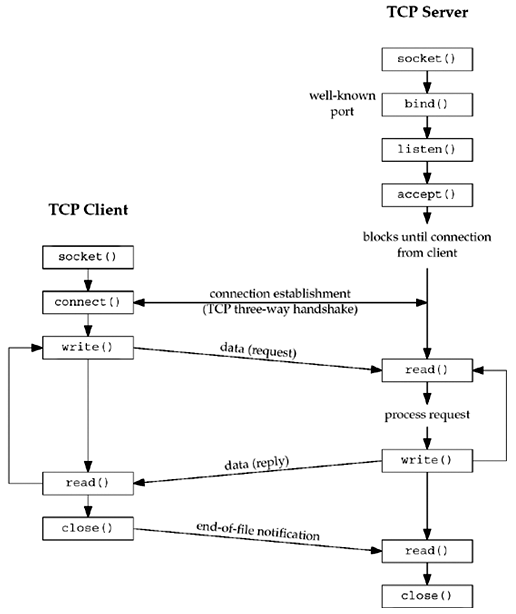 TCP Server
socket()
well-known
port
bind()
listen()
accept()
TCP Client
blocks until connection
from client
socket()
connect()
connection establishment
(TCP three-way handshake)
write()
data (request)
read()
process request
write()
data (reply)
read()
close()
end-of-file notification
read()
close()